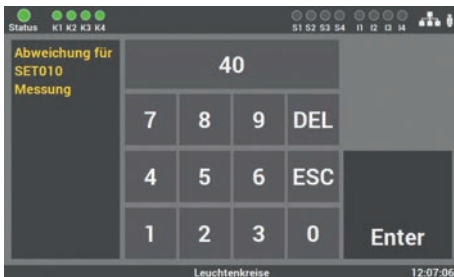 Status K1 K2 K3 K4 S1 S2 S3 S4 I1 I2 I3 I4
Abweichung für
SET010
Messung
40
7 8 9 DEL
4 5 6 ESC
1 2 3 0
Enter
Leuchtenkreise 12:07:06